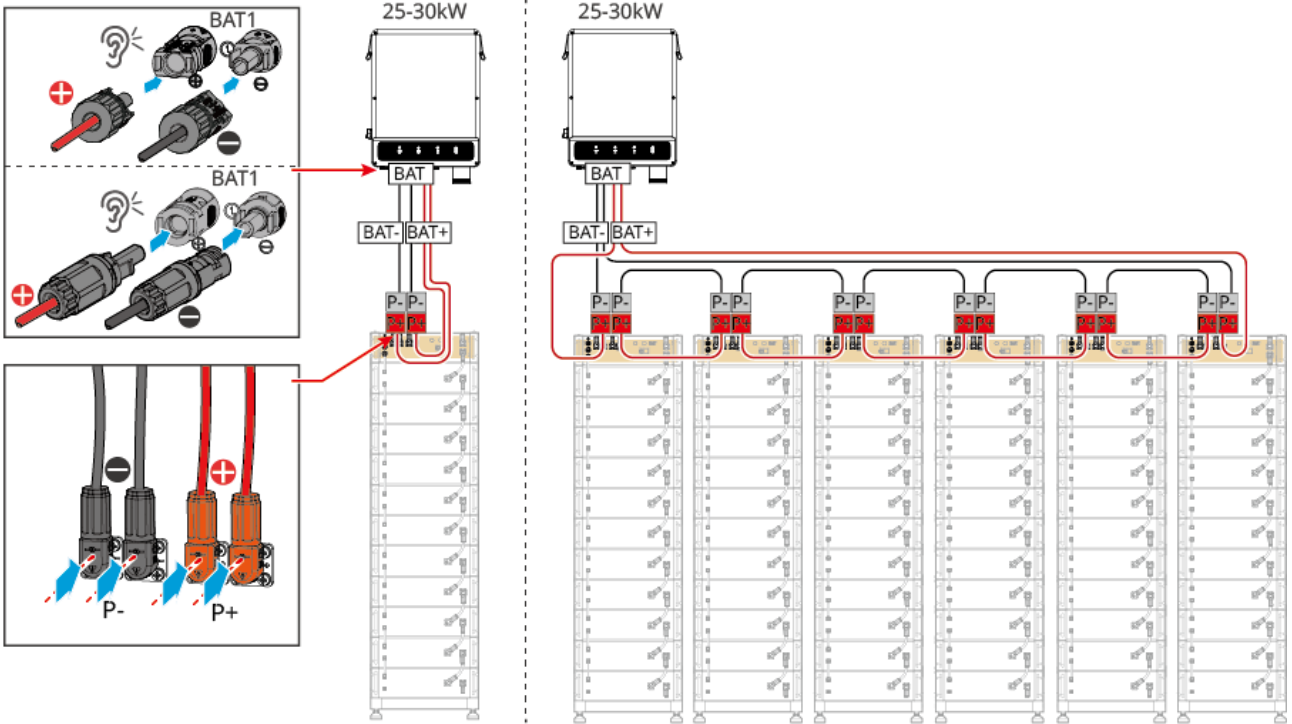 BAT1
BAT1
P-
P+
25-30kW
BAT
BAT- BAT+
P- P-
P+ P+
25-30kW
BAT
BAT- BAT+
P- P- P- P- P- P- P- P- P- P- P- P-
P+ P+ P+ P+ P+ P+ P+ P+ P+ P+ P+ P+